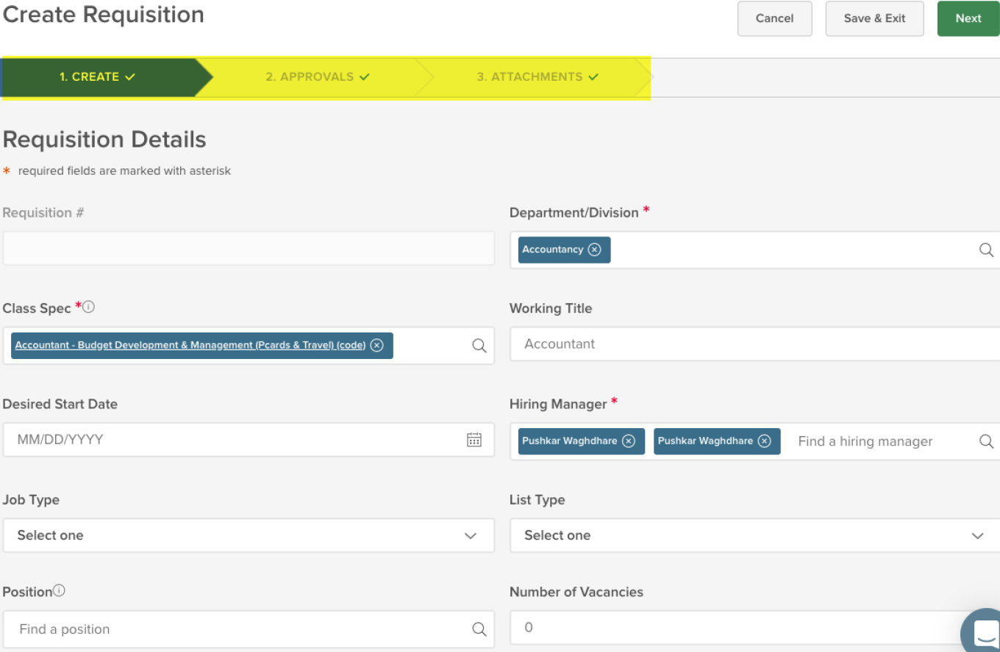 Create Requisition
Cancel
Save & Exit
Next
1. CREATE
2. APPROVALS
3. ATTACHMENTS
Requisition Details
* required fields are marked with asterisk
Requisition #
Department/Division *
Accountancy
Class Spec *
Working Title
Accountant - Budget Development & Management (Pcards & Travel) (code)
Accountant
Desired Start Date
Hiring Manager *
MM/DD/YYYY
Pushkar Waghdhare Pushkar Waghdhare Find a hiring manager
Job Type
List Type
Select one
Select one
Position
Number of Vacancies
Find a position
0